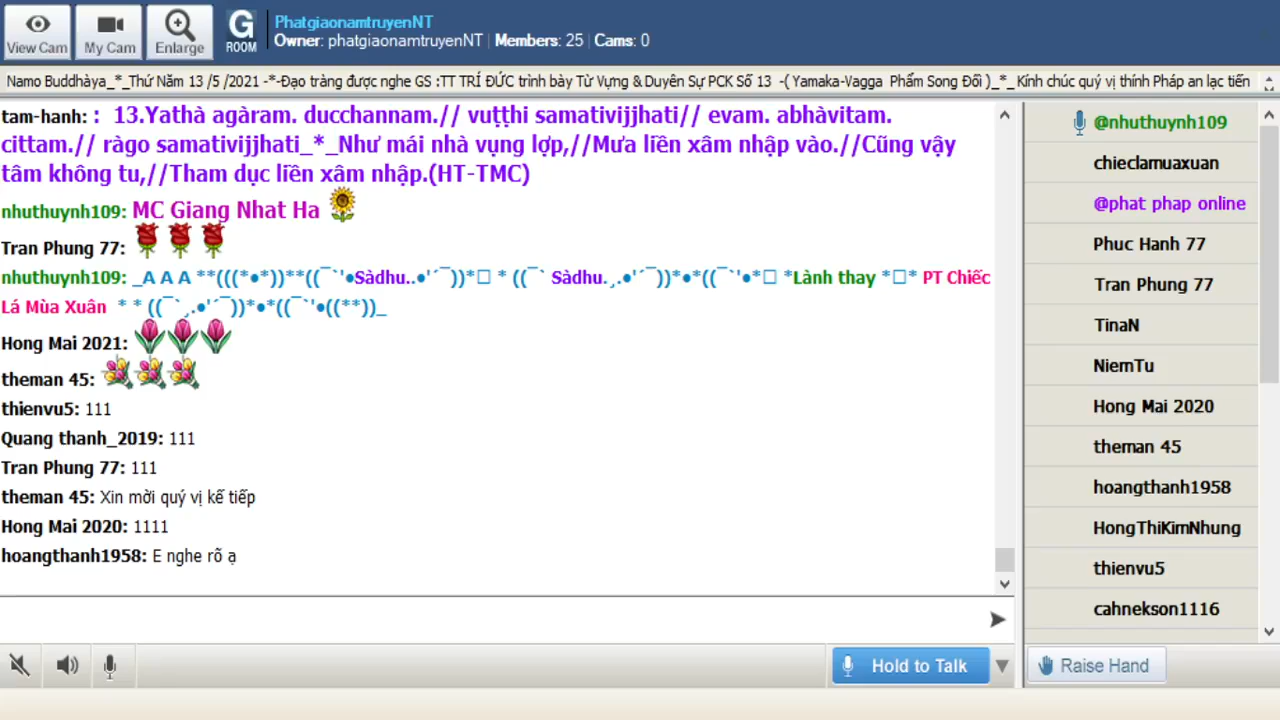 View Cam
My Cam
Enlarge
G
ROOM
PhatgiaonamtruyenNT
Owner: phatgiaonamtruyenNT | Members: 25 | Cams: 0
Namo Buddhàya_*_Thứ Năm 13 /5 /2021 -*-Đạo tràng được nghe GS :TT TRÍ ĐỨC trình bày Từ Vựng & Duyên Sự PCK Số 13 -( Yamaka-Vagga Phẩm Song Đối )_*_ Kính chúc quý vị thính Pháp an lạc tiến
tam-hanh: : 13.Yathà agàram. ducchannam.// vuṭṭhi samativijjhati// evam. abhàvitam.
cittam.// ràgo samativijjhati_*_Như mái nhà vụng lợp,//Mưa liền xâm nhập vào.//Cũng vậy
tâm không tu,//Tham dục liền xâm nhập.(HT-TMC)
nhuthuynh109: MC Giang Nhat Ha
Tran Phung 77:
nhuthuynh109: _A A A **(((*●*))**((¯`'●Sàdhu..●'´¯))*□ * ((¯` Sàdhu.¸.●'´¯))*●*((¯`'●*□ *Lành thay *□* PT Chiếc
Lá Mùa Xuân * * ((¯`¸.●'´¯))*●*((¯`'●((**))_
Hong Mai 2021:
theman 45:
thienvu5: 111
Quang thanh_2019: 111
Tran Phung 77: 111
theman 45: Xin mời quý vị kế tiếp
Hong Mai 2020: 1111
hoangthanh1958: E nghe rõ ạ
@nhuthuynh109
chieclamuaxuan
@phat phap online
Phuc Hanh 77
Tran Phung 77
TinaN
NiemTu
Hong Mai 2020
theman 45
hoangthanh1958
HongThiKimNhung
thienvu5
cahnekson1116
Hold to Talk
Raise Hand